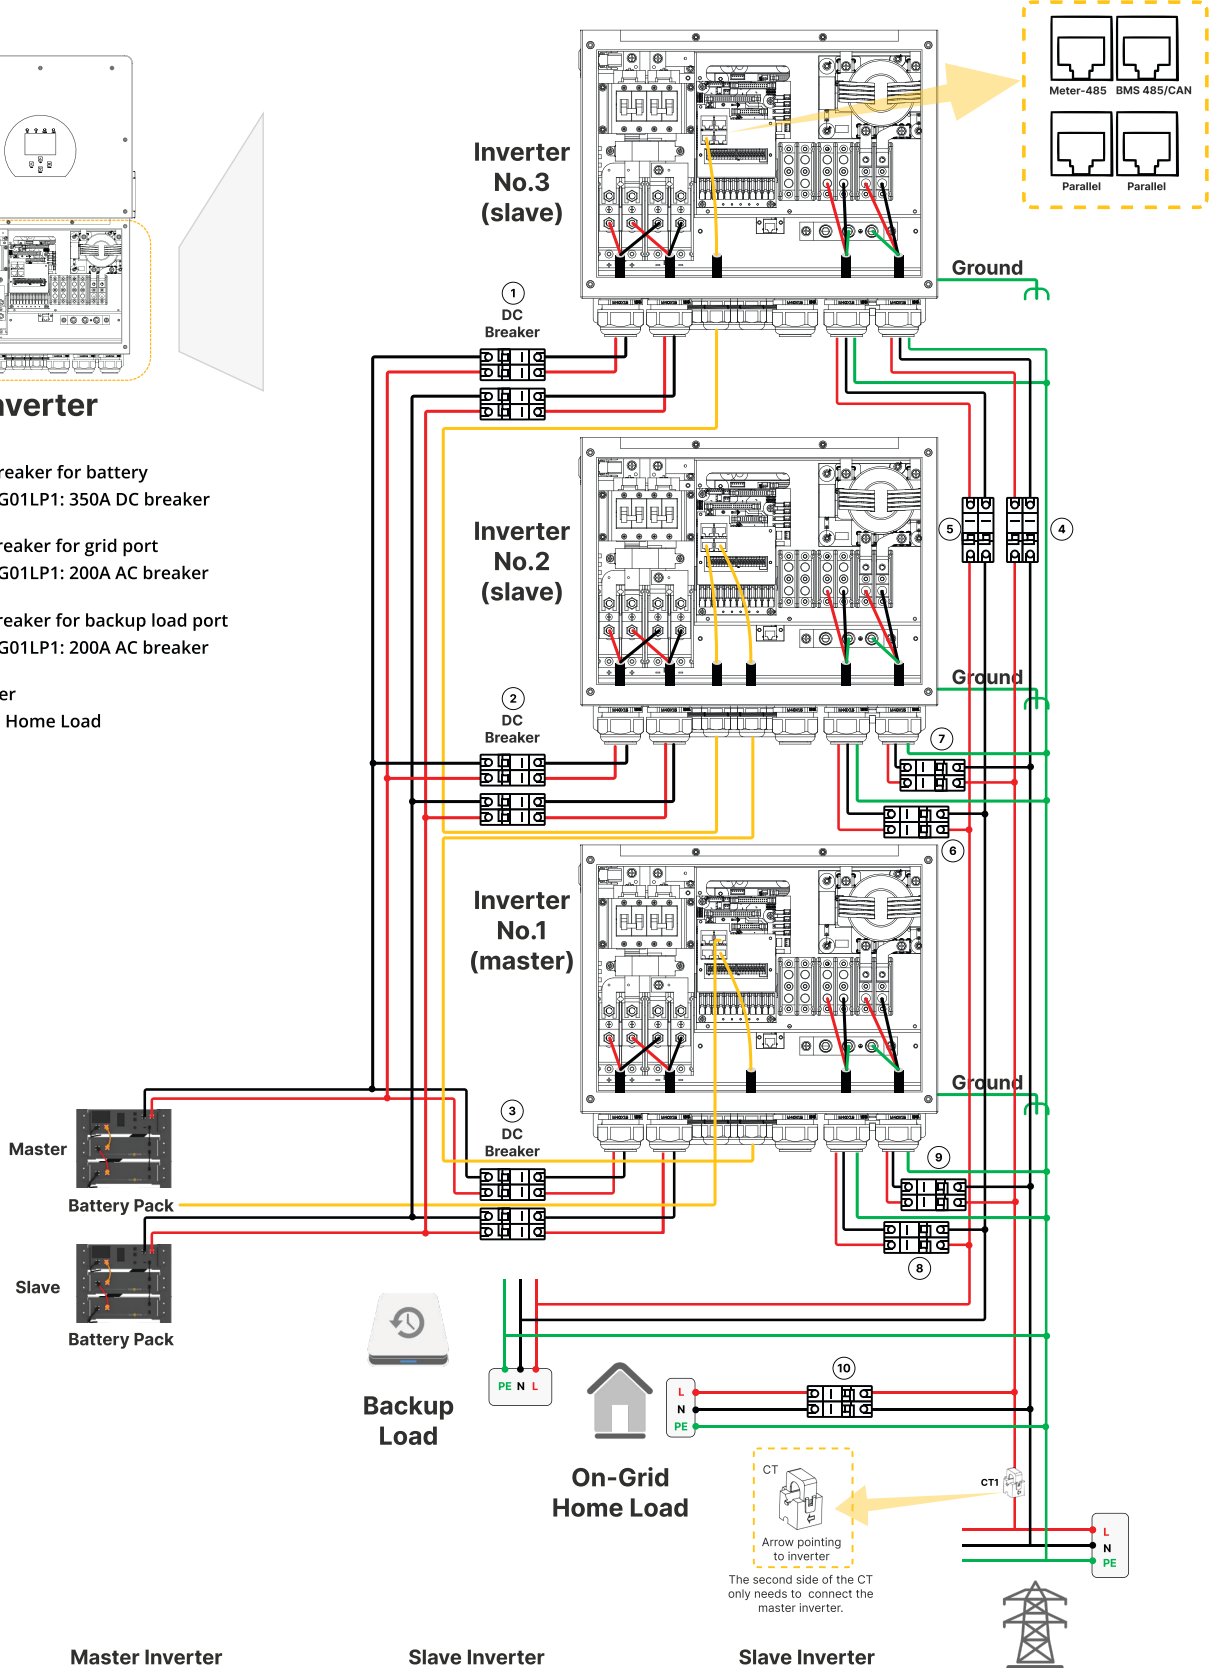 Meter-485
BMS 485/CAN
Parallel
Parallel
Inverter
No.3
(slave)
Ground
1
DC
Breaker
nverter
reaker for battery
G01LP1: 350A DC breaker
reaker for grid port
G01LP1: 200A AC breaker
reaker for backup load port
G01LP1: 200A AC breaker
er
Home Load
Inverter
No.2
(slave)
5
4
Ground
2
DC
Breaker
7
6
Inverter
No.1
(master)
Ground
3
DC
Breaker
Master
Battery Pack
9
8
Slave
Battery Pack
Backup
Load
PE N L
10
L
N
PE
On-Grid
Home Load
CT
Arrow pointing
to inverter
The second side of the CT
only needs to connect the
master inverter.
CT1
L
N
PE
Master Inverter
Slave Inverter
Slave Inverter